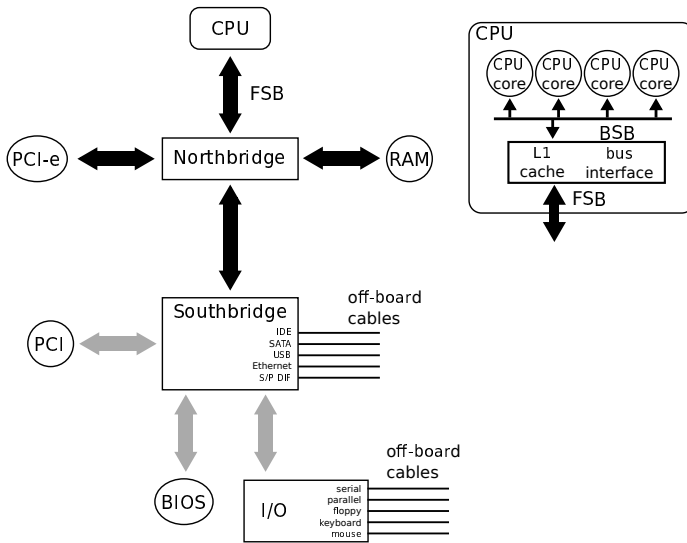 CPU
FSB
PCI-e
Northbridge
RAM
Southbridge
IDE
SATA
USB
Ethernet
S/P DIF
off-board
cables
PCI
BIOS
I/O
serial
parallel
floppy
keyboard
mouse
off-board
cables
CPU
CPU
core
CPU
core
CPU
core
CPU
core
BSB
L1
cache
bus
interface
FSB